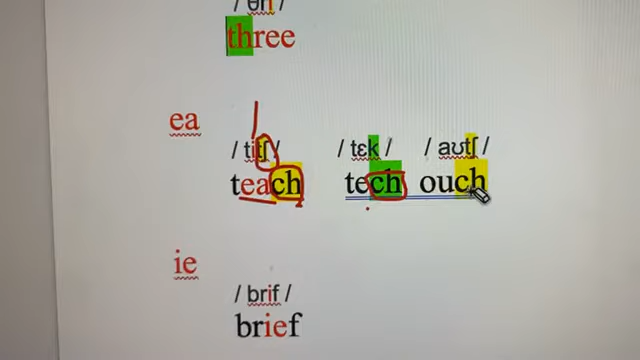 / θri /
three
ea
/ titʃ / / tɛk / / aʊtʃ /
teach tech ouch
ie
/ brif /
brief